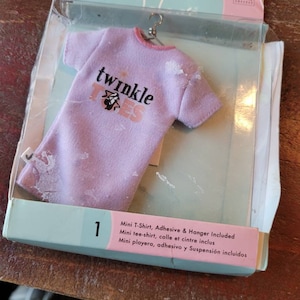 twinkle
TOES
1
Mini T-Shirt, Adhesive & Hanger Included
Mini tee-shirt, colle et cintre inclus
Mini playera, adhesivo y Suspensión incluidos